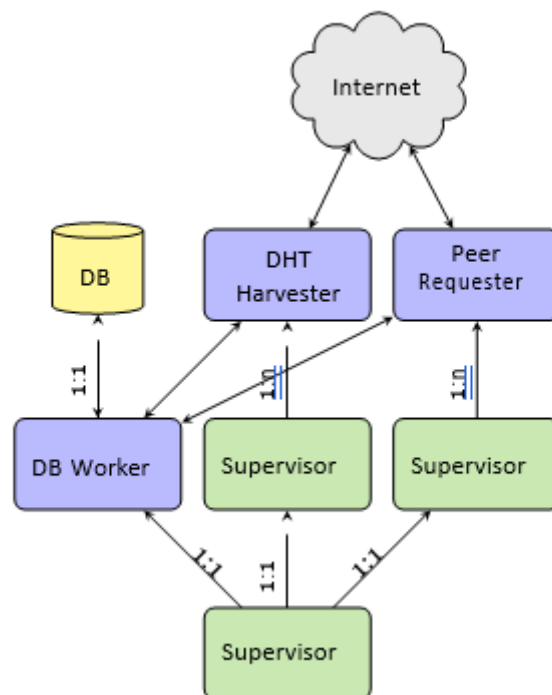 Internet
DB
DHT
Harvester
Peer
Requester
1:1
1:n
1:n
DB Worker
Supervisor
Supervisor
1:1
1:1
1:1
Supervisor